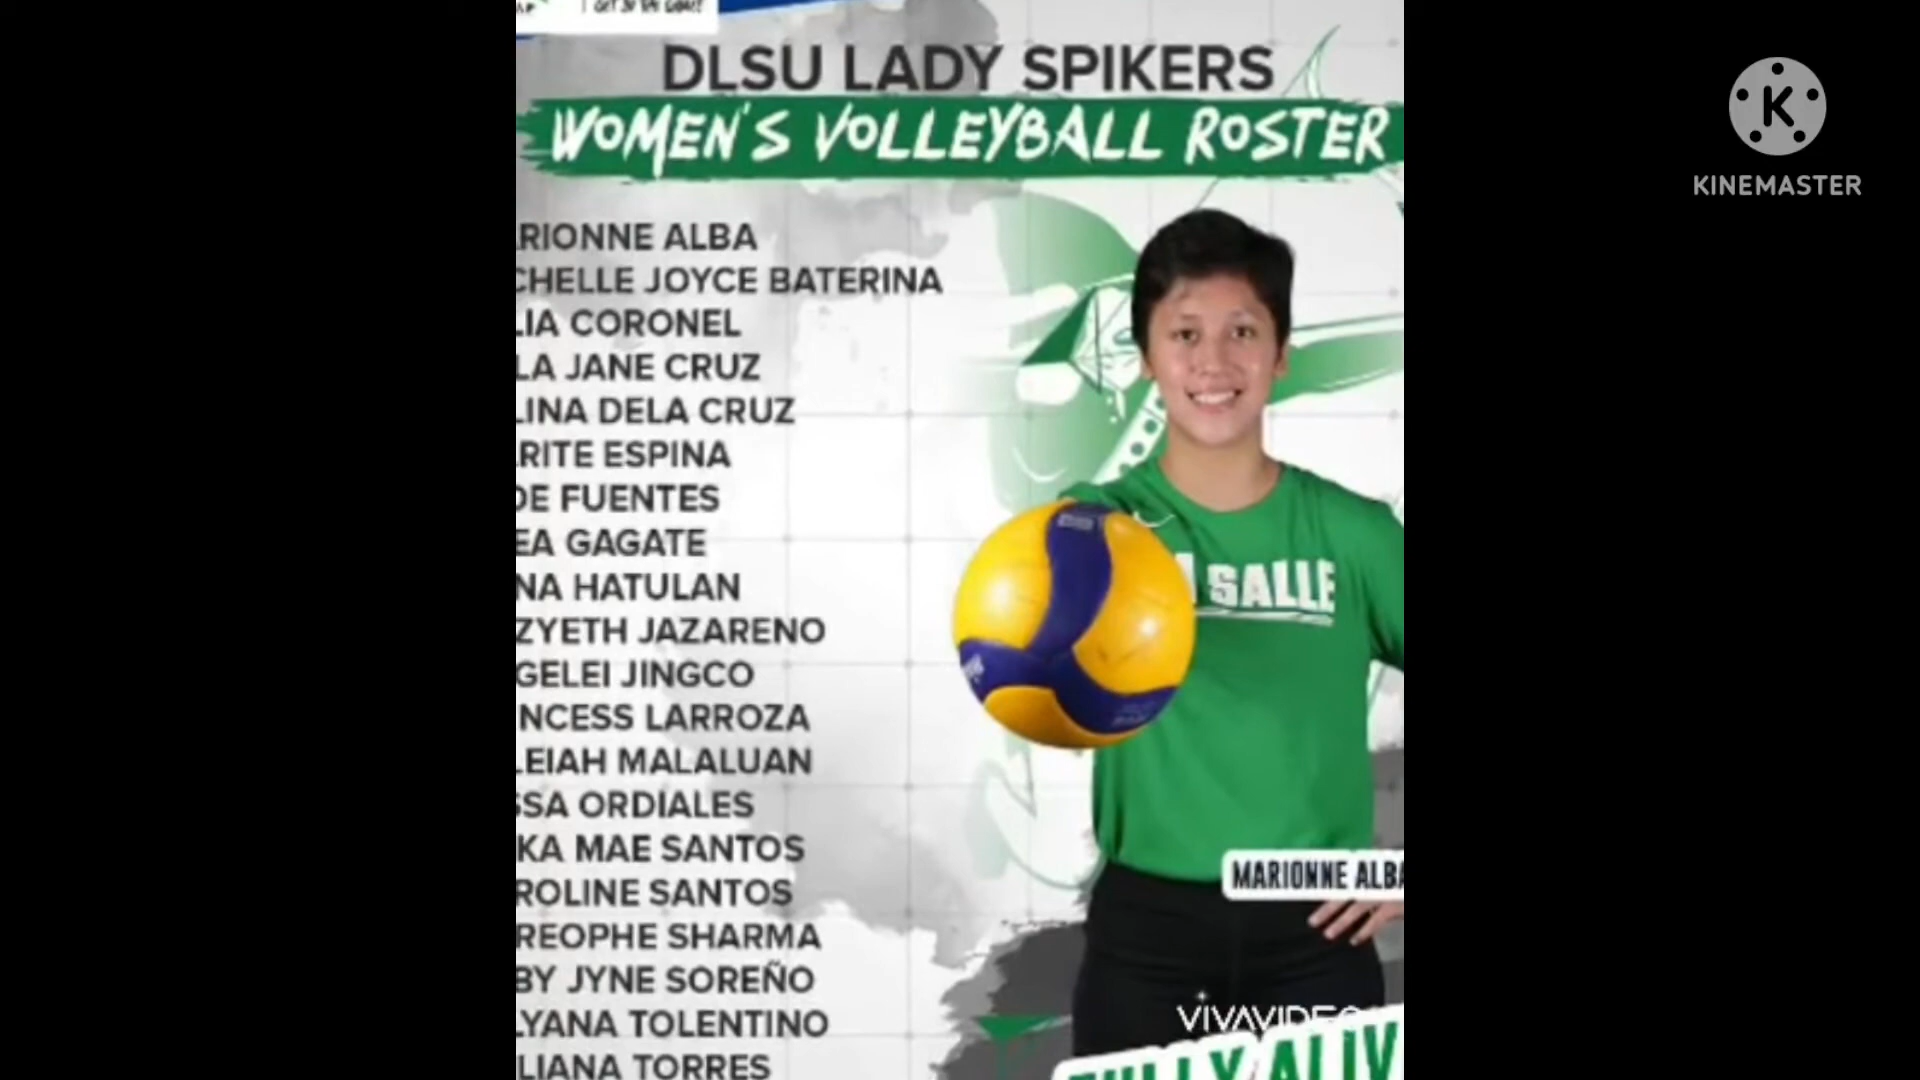 DLSU LADY SPIKERS
WOMEN'S VOLLEYBALL ROSTER
K
KINEMASTER
RIONNE ALBA
CHELLE JOYCE BATERINA
LIA CORONEL
LA JANE CRUZ
LINA DELA CRUZ
RITE ESPINA
DE FUENTES
EA GAGATE
NA HATULAN
ZYETH JAZARENO
GELEI JINGCO
NCESS LARROZA
LEIAH MALALUAN
SSA ORDIALES
KA MAE SANTOS
ROLINE SANTOS
REOPHE SHARMA
BY JYNE SOREÑO
LYANA TOLENTINO
LIANA TORRES
SALLE
MARIONNE ALBA
VIVAVIDEO